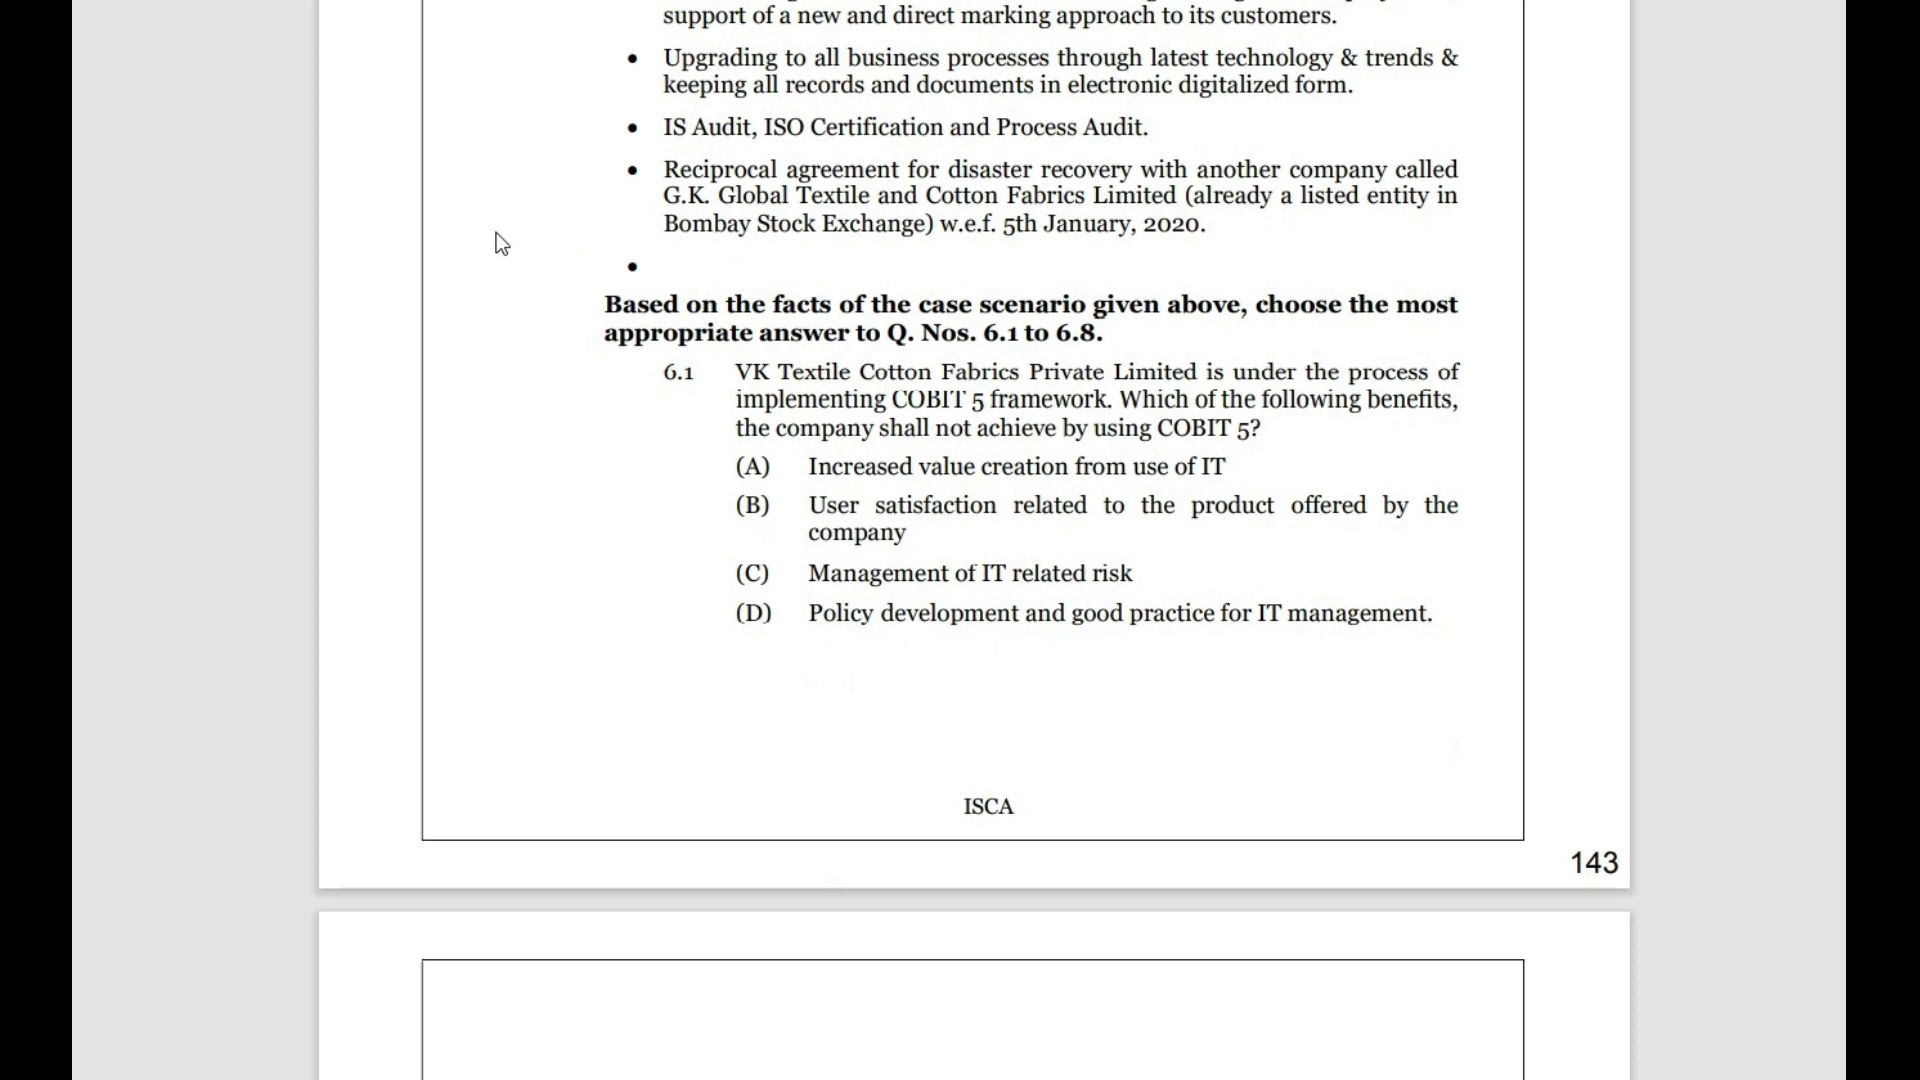 support of a new and direct marking approach to its customers.
• Upgrading to all business processes through latest technology & trends &
keeping all records and documents in electronic digitalized form.
• IS Audit, ISO Certification and Process Audit.
• Reciprocal agreement for disaster recovery with another company called
G.K. Global Textile and Cotton Fabrics Limited (already a listed entity in
Bombay Stock Exchange) w.e.f. 5th January, 2020.
•
Based on the facts of the case scenario given above, choose the most
appropriate answer to Q. Nos. 6.1 to 6.8.
6.1 VK Textile Cotton Fabrics Private Limited is under the process of
implementing COBIT 5 framework. Which of the following benefits,
the company shall not achieve by using COBIT 5?
(A) Increased value creation from use of IT
(B) User satisfaction related to the product offered by the
company
(C) Management of IT related risk
(D) Policy development and good practice for IT management.
ISCA
143